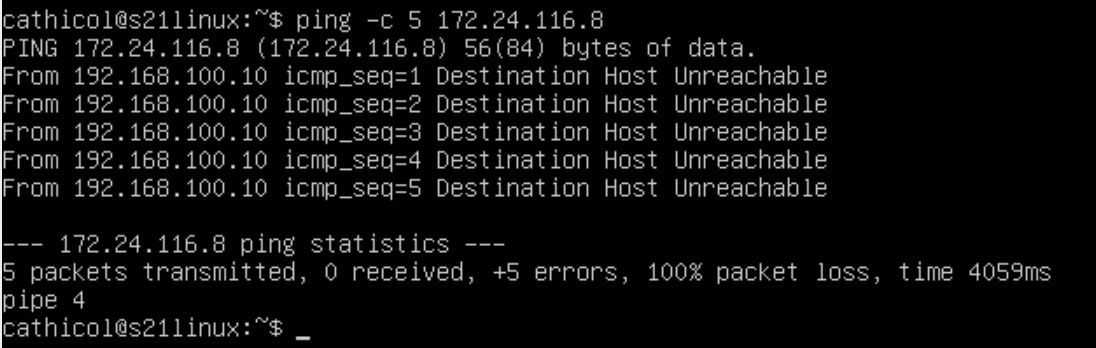 cathicol@s21linux:~$ ping -c 5 172.24.116.8
PING 172.24.116.8 (172.24.116.8) 56(84) bytes of data.
From 192.168.100.10 icmp_seq=1 Destination Host Unreachable
From 192.168.100.10 icmp_seq=2 Destination Host Unreachable
From 192.168.100.10 icmp_seq=3 Destination Host Unreachable
From 192.168.100.10 icmp_seq=4 Destination Host Unreachable
From 192.168.100.10 icmp_seq=5 Destination Host Unreachable

--- 172.24.116.8 ping statistics ---
5 packets transmitted, 0 received, +5 errors, 100% packet loss, time 4059ms
pipe 4
cathicol@s21linux:~$ _